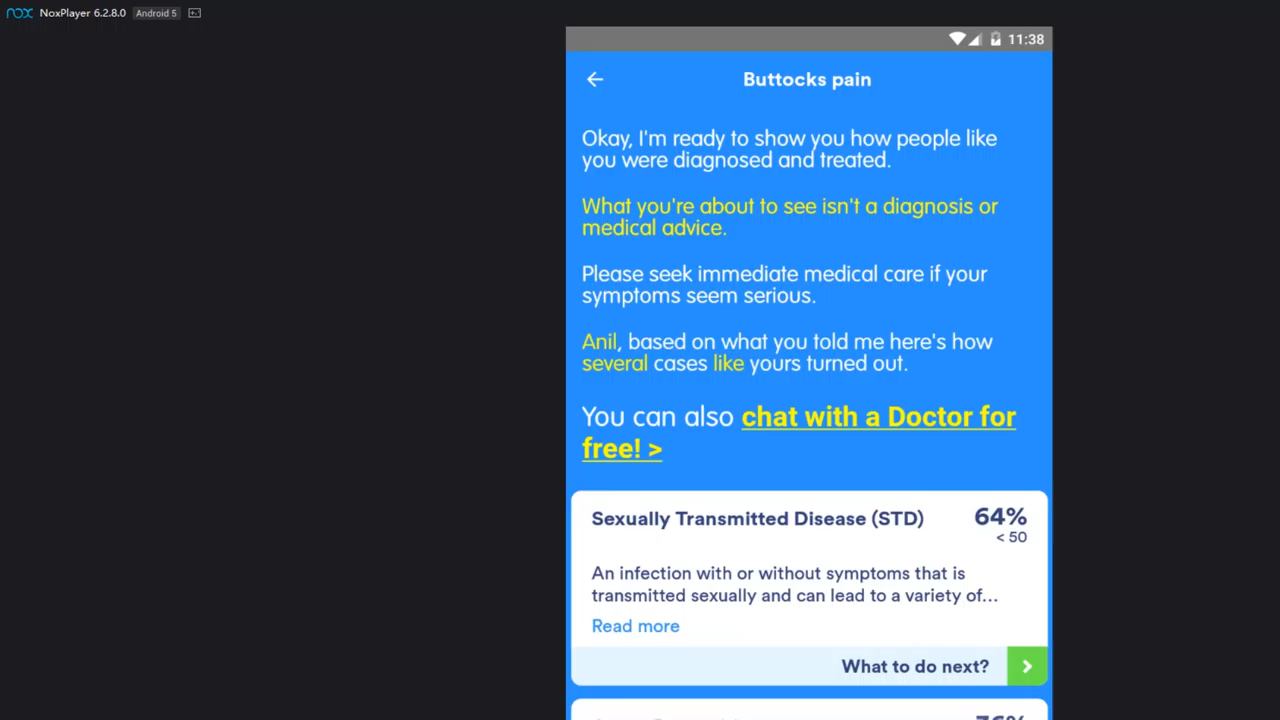 nox NoxPlayer 6.2.8.0 Android 5
11:38
Buttocks pain
Okay, I'm ready to show you how people like
you were diagnosed and treated.
What you're about to see isn't a diagnosis or
medical advice.
Please seek immediate medical care if your
symptoms seem serious.
Anil, based on what you told me here's how
several cases like yours turned out.
You can also chat with a Doctor for
free! >
Sexually Transmitted Disease (STD) 64%
< 50
An infection with or without symptoms that is
transmitted sexually and can lead to a variety of...
Read more
What to do next?